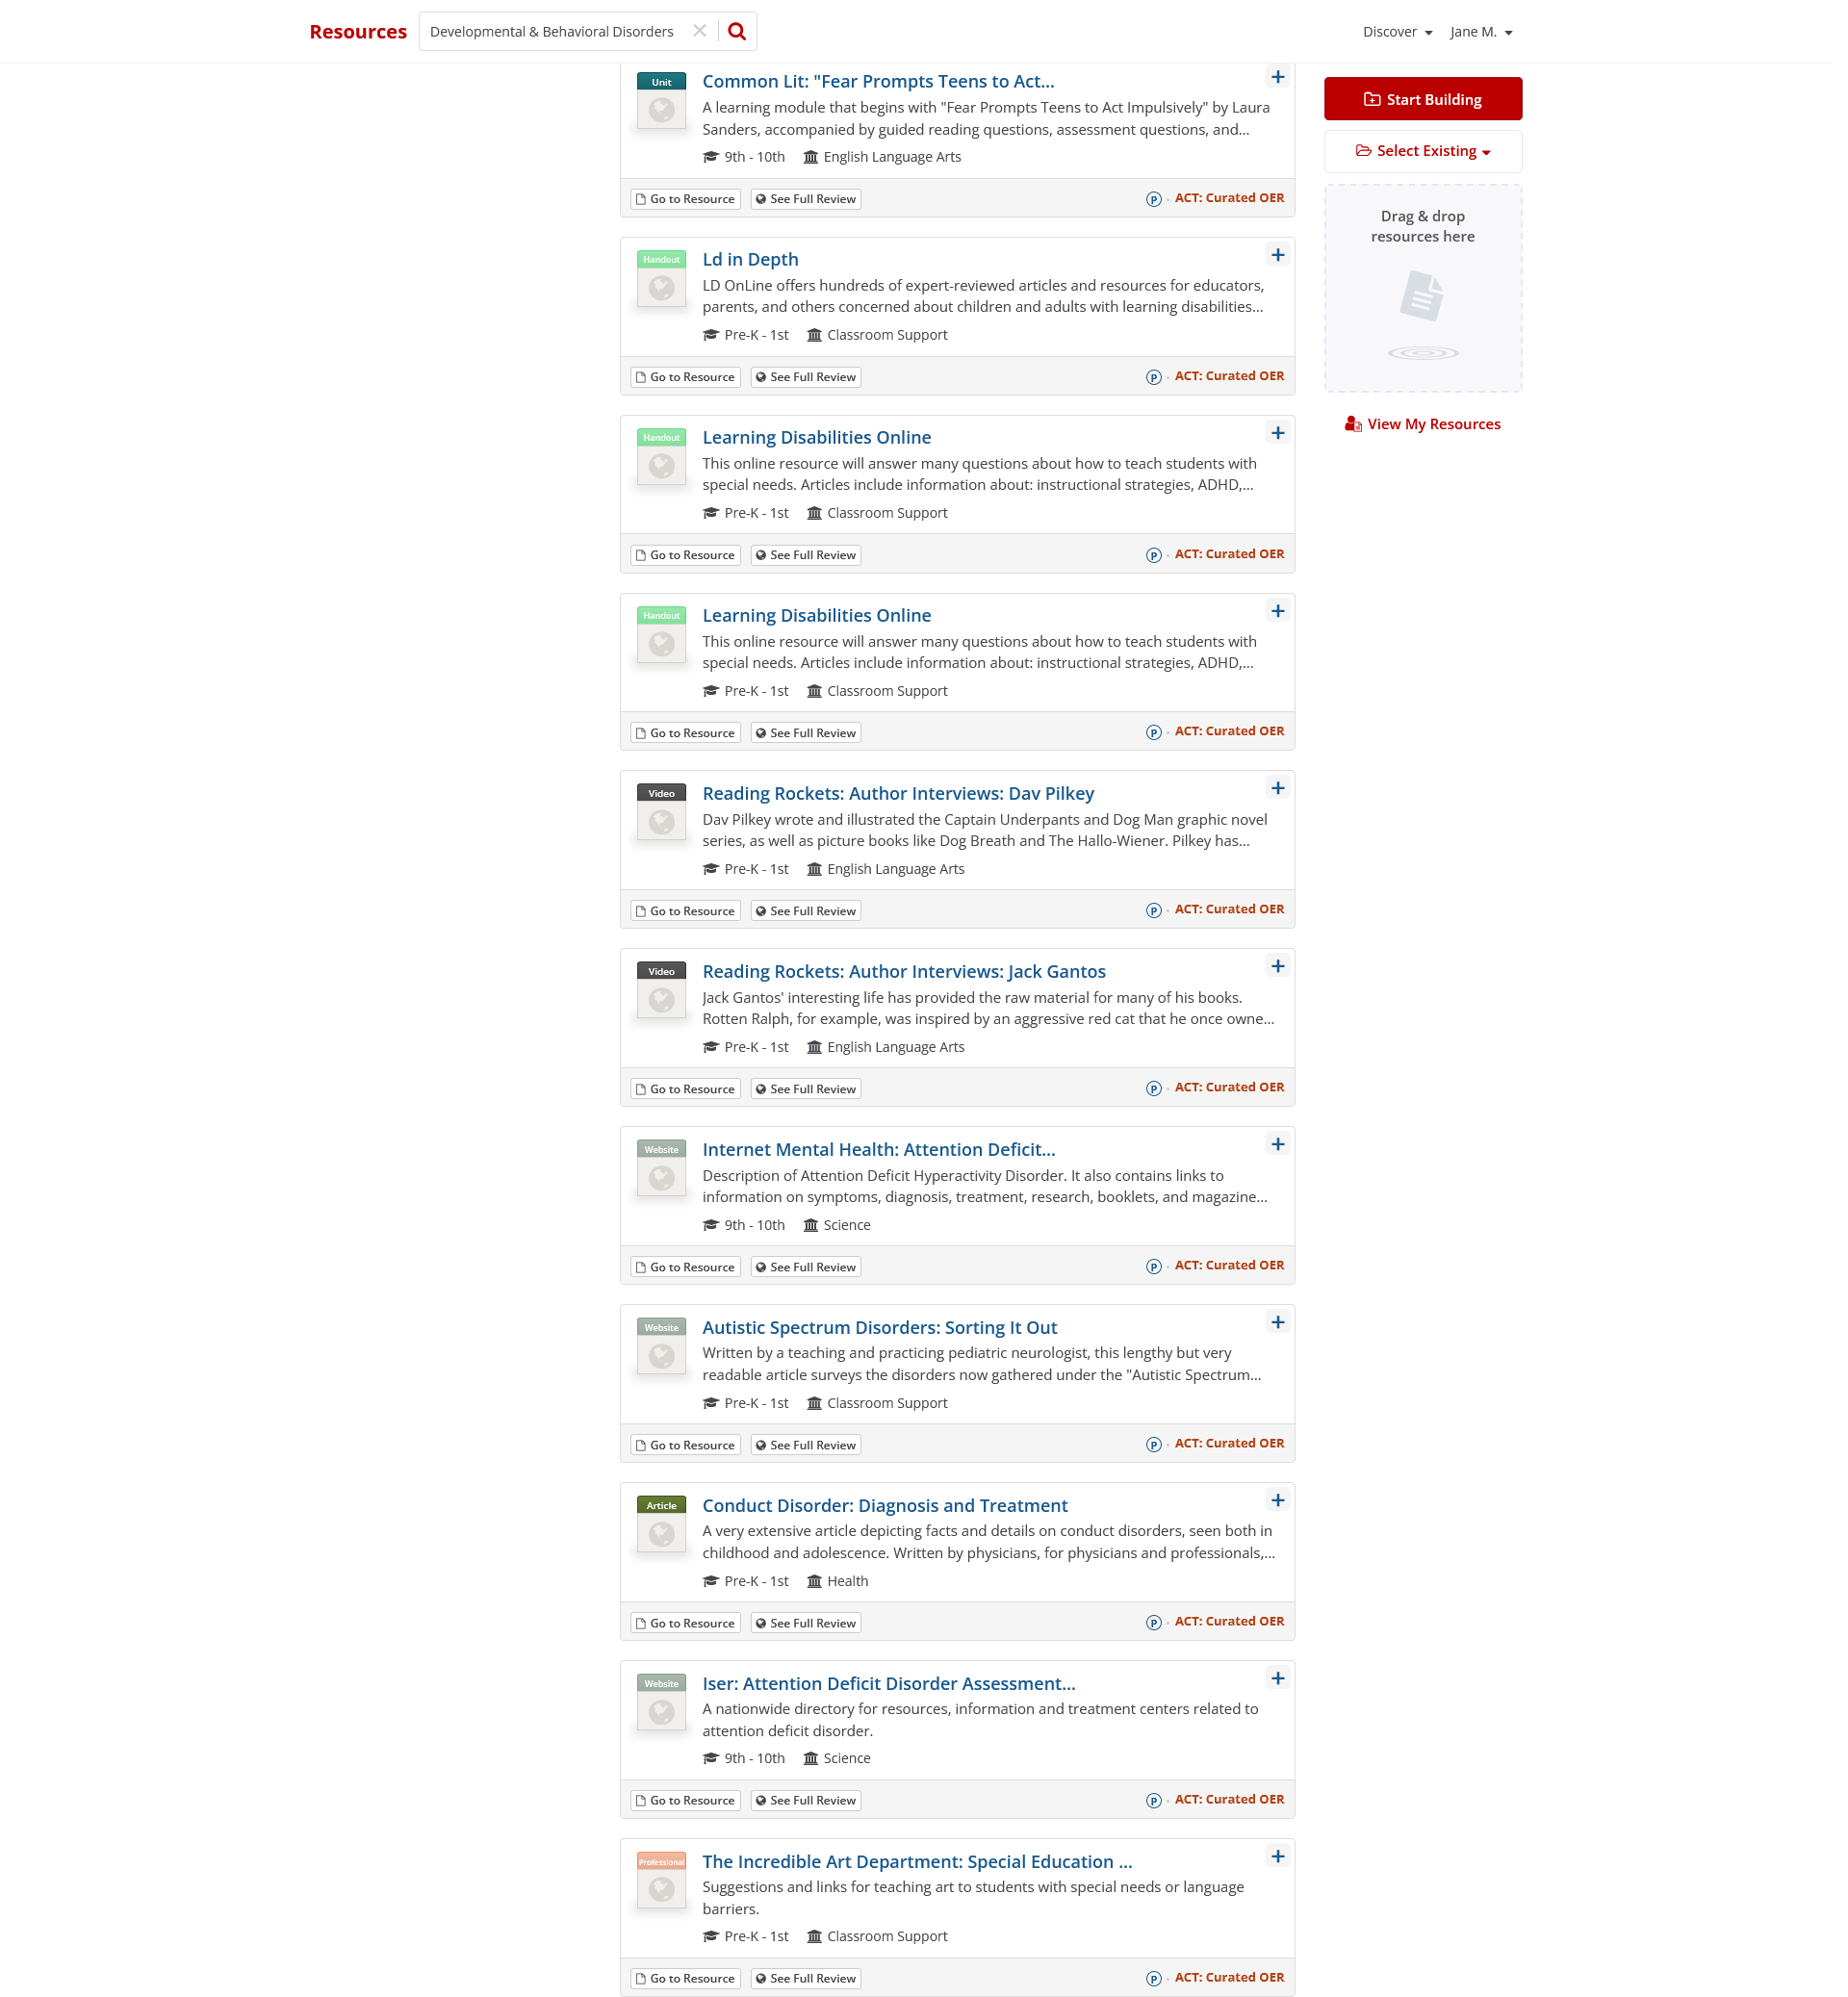 Resources
Developmental & Behavioral Disorders
Discover
Jane M.
Unit
Common Lit: "Fear Prompts Teens to Act...
A learning module that begins with "Fear Prompts Teens to Act Impulsively" by Laura
Sanders, accompanied by guided reading questions, assessment questions, and...
9th - 10th English Language Arts
Go to Resource See Full Review
P ACT: Curated OER
Start Building
Select Existing
Drag & drop
resources here
View My Resources
Handout
Ld in Depth
LD OnLine offers hundreds of expert-reviewed articles and resources for educators,
parents, and others concerned about children and adults with learning disabilities...
Pre-K - 1st Classroom Support
Go to Resource See Full Review
P ACT: Curated OER
Handout
Learning Disabilities Online
This online resource will answer many questions about how to teach students with
special needs. Articles include information about: instructional strategies, ADHD,...
Pre-K - 1st Classroom Support
Go to Resource See Full Review
P ACT: Curated OER
Handout
Learning Disabilities Online
This online resource will answer many questions about how to teach students with
special needs. Articles include information about: instructional strategies, ADHD,...
Pre-K - 1st Classroom Support
Go to Resource See Full Review
P ACT: Curated OER
Video
Reading Rockets: Author Interviews: Dav Pilkey
Dav Pilkey wrote and illustrated the Captain Underpants and Dog Man graphic novel
series, as well as picture books like Dog Breath and The Hallo-Wiener. Pilkey has...
Pre-K - 1st English Language Arts
Go to Resource See Full Review
P ACT: Curated OER
Video
Reading Rockets: Author Interviews: Jack Gantos
Jack Gantos' interesting life has provided the raw material for many of his books.
Rotten Ralph, for example, was inspired by an aggressive red cat that he once owne...
Pre-K - 1st English Language Arts
Go to Resource See Full Review
P ACT: Curated OER
Website
Internet Mental Health: Attention Deficit...
Description of Attention Deficit Hyperactivity Disorder. It also contains links to
information on symptoms, diagnosis, treatment, research, booklets, and magazine...
9th - 10th Science
Go to Resource See Full Review
P ACT: Curated OER
Website
Autistic Spectrum Disorders: Sorting It Out
Written by a teaching and practicing pediatric neurologist, this lengthy but very
readable article surveys the disorders now gathered under the "Autistic Spectrum...
Pre-K - 1st Classroom Support
Go to Resource See Full Review
P ACT: Curated OER
Article
Conduct Disorder: Diagnosis and Treatment
A very extensive article depicting facts and details on conduct disorders, seen both in
childhood and adolescence. Written by physicians, for physicians and professionals,...
Pre-K - 1st Health
Go to Resource See Full Review
P ACT: Curated OER
Website
Iser: Attention Deficit Disorder Assessment...
A nationwide directory for resources, information and treatment centers related to
attention deficit disorder.
9th - 10th Science
Go to Resource See Full Review
P ACT: Curated OER
Professional
The Incredible Art Department: Special Education ...
Suggestions and links for teaching art to students with special needs or language
barriers.
Pre-K - 1st Classroom Support
Go to Resource See Full Review
P ACT: Curated OER